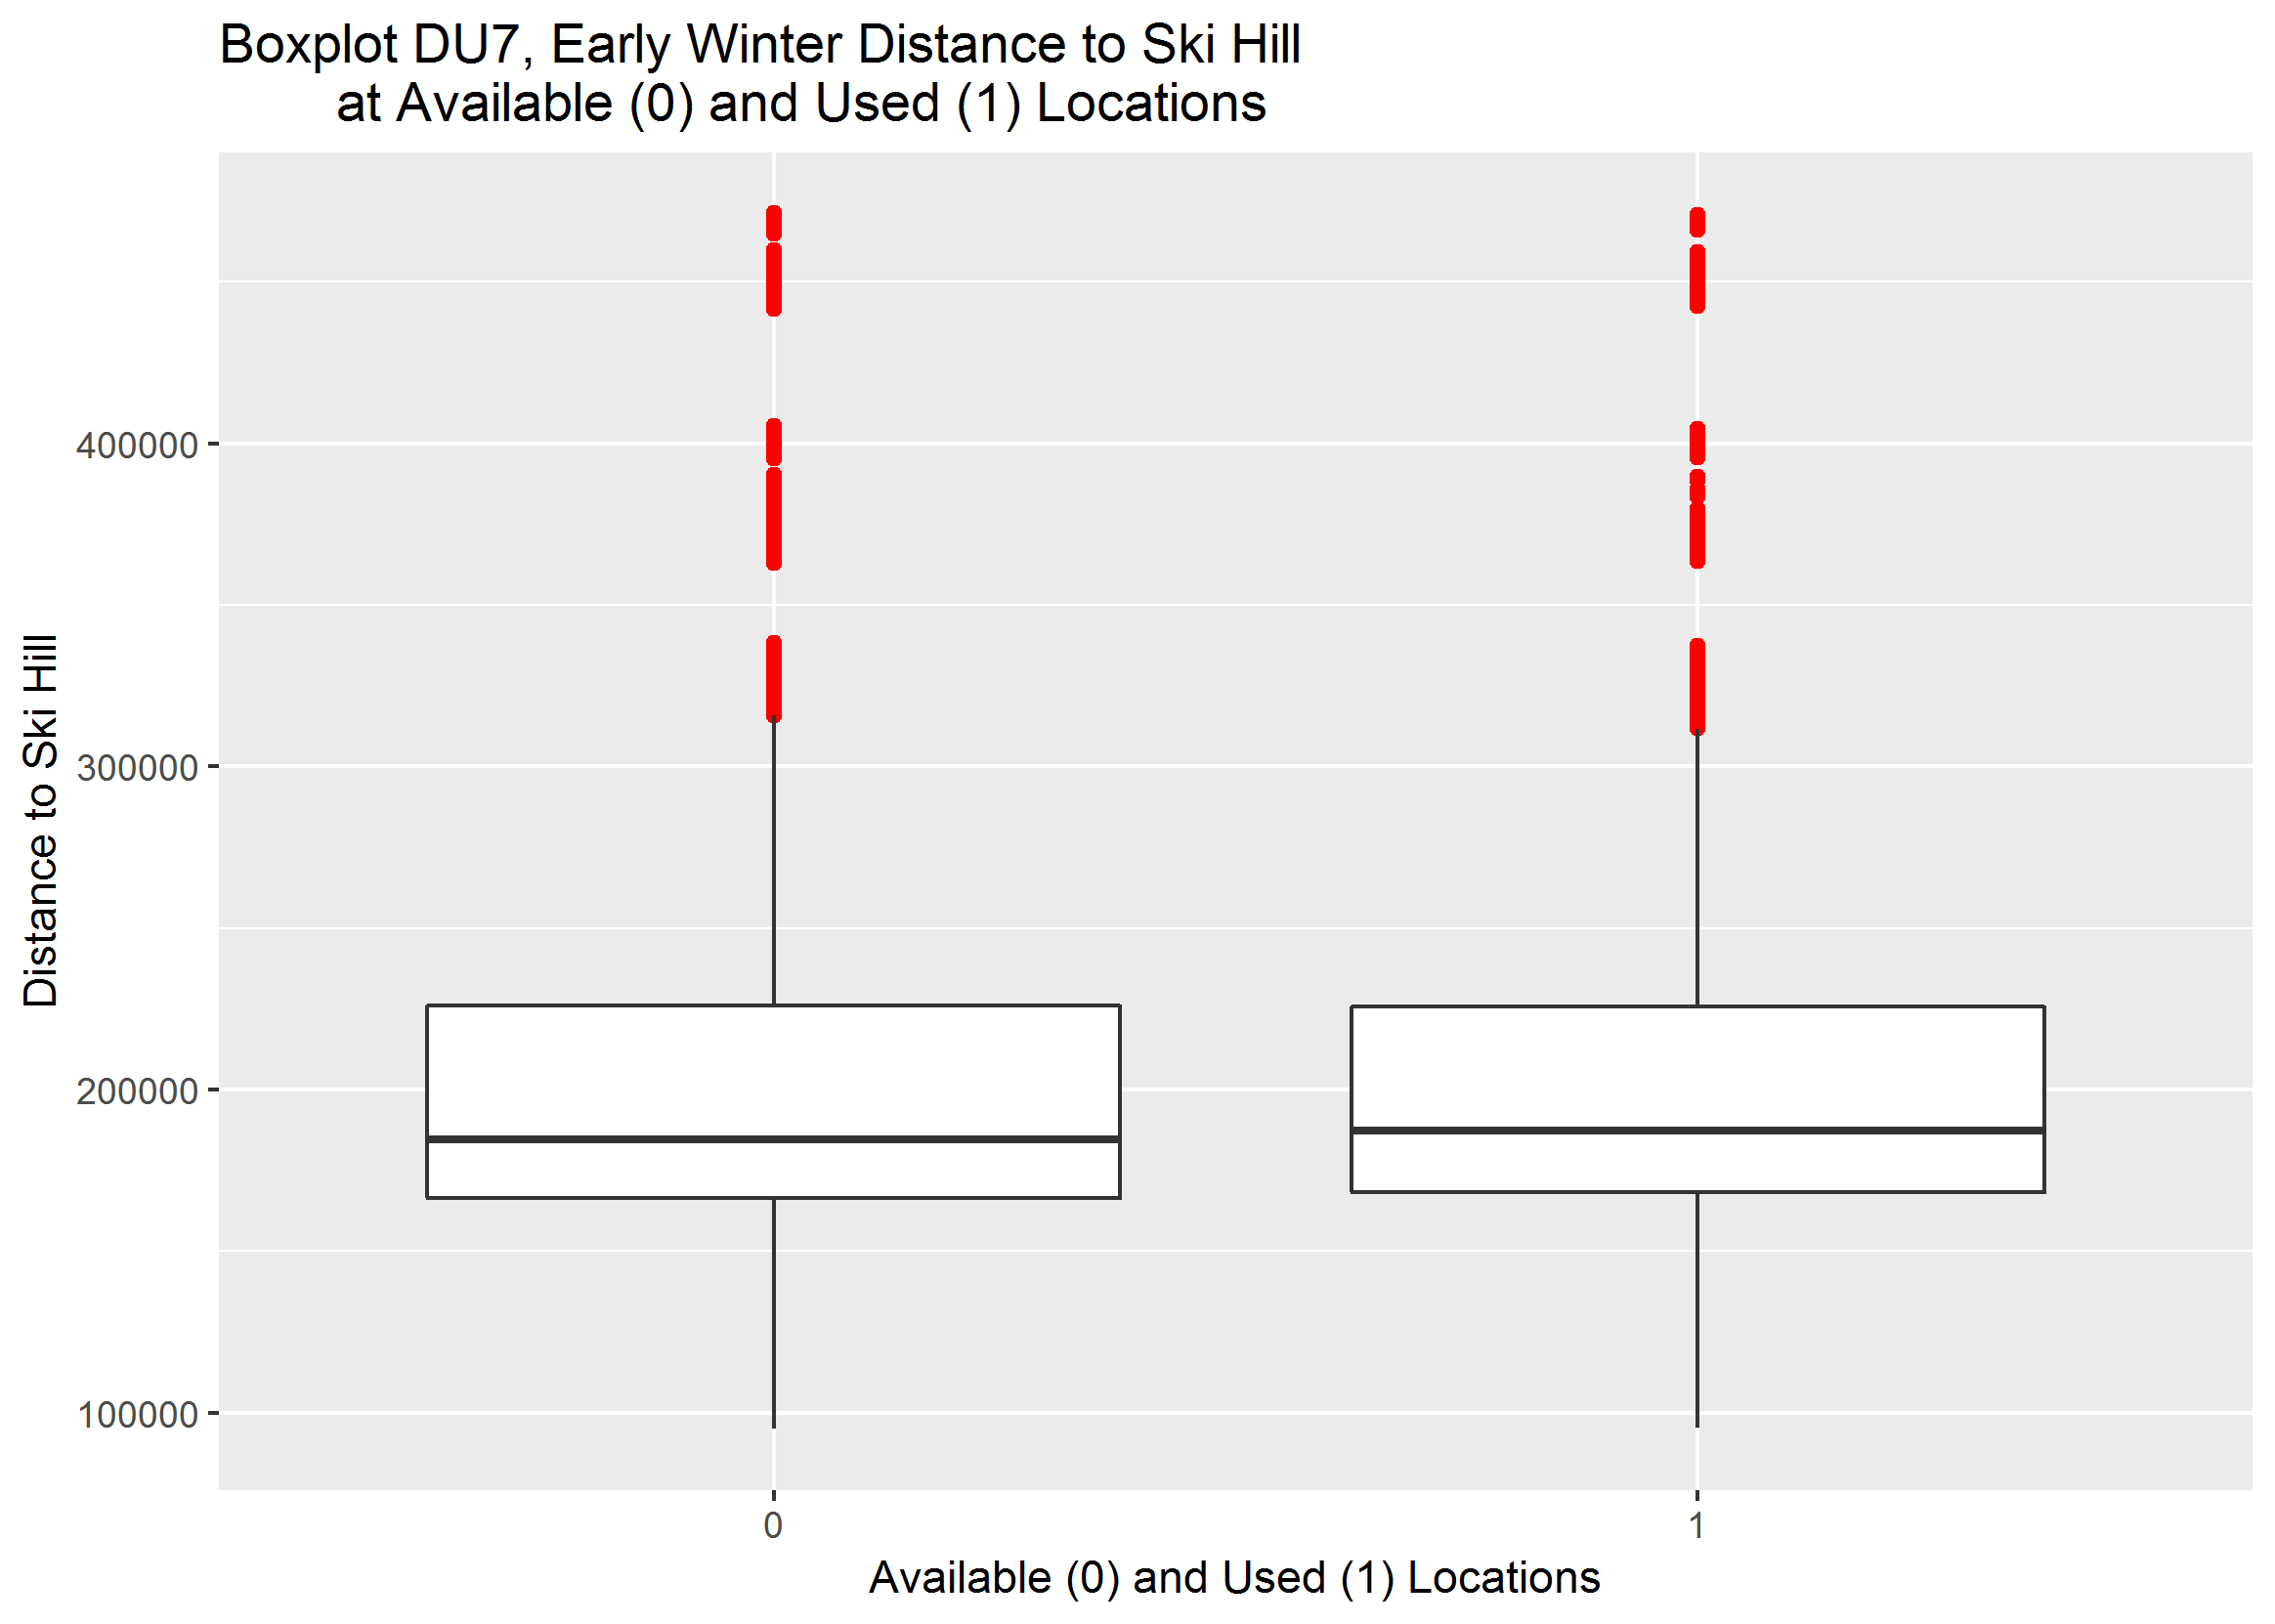 Boxplot DU7, Early Winter Distance to Ski Hill
at Available (0) and Used (1) Locations
Distance to Ski Hill
400000
300000
200000
100000
0
1
Available (0) and Used (1) Locations